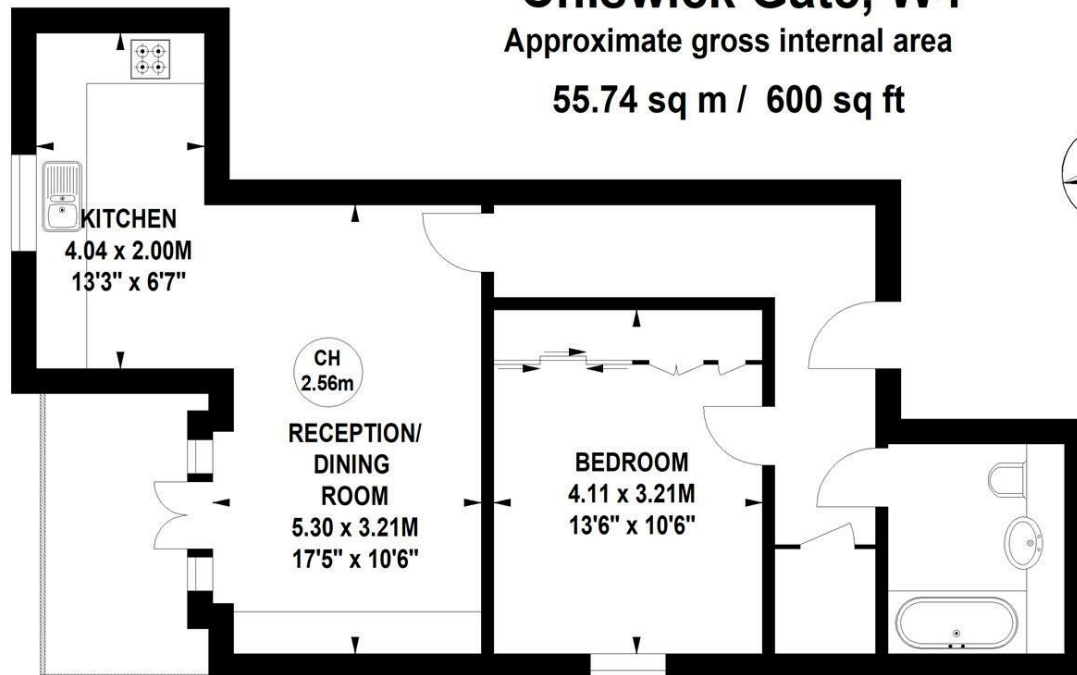 Approximate gross internal area
55.74 sq m / 600 sq ft
KITCHEN
4.04 x 2.00M
13'3" x 6'7"
CH
2.56m
RECEPTION/
DINING
ROOM
5.30 x 3.21M
17'5" x 10'6"
BEDROOM
4.11 x 3.21M
13'6" x 10'6"